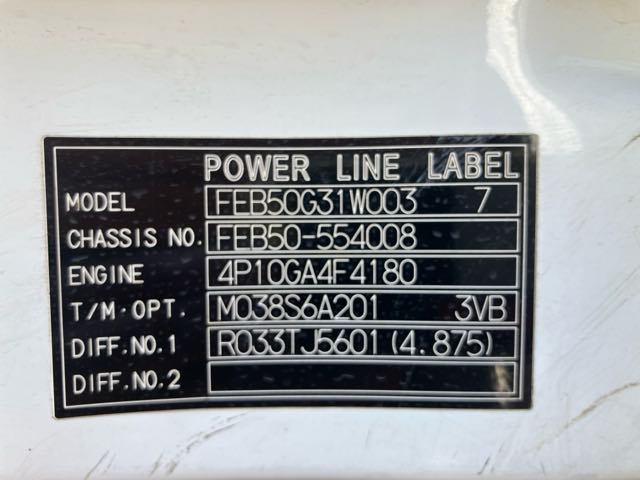 POWER LINE LABEL
MODEL FEB50G31W003 7
CHASSIS NO. FEB50-554008
ENGINE 4P10GA4F4180
T/M·OPT. M038S6A201 3VB
DIFF.NO.1 R033TJ5601(4.875)
DIFF.NO.2